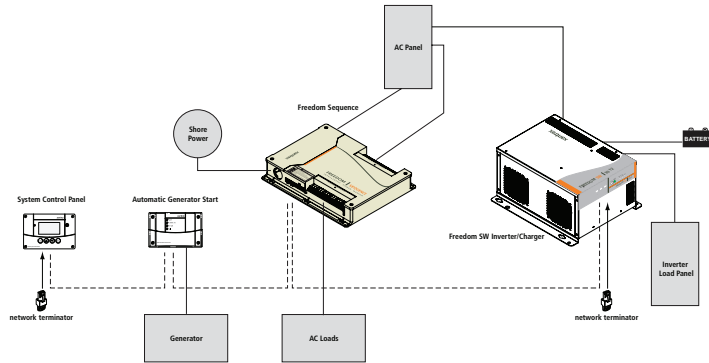 AC Panel
Freedom Sequence
Shore
Power
BATTERY
System Control Panel
Automatic Generator Start
Freedom SW Inverter/Charger
Inverter
Load Panel
network terminator
network terminator
Generator
AC Loads